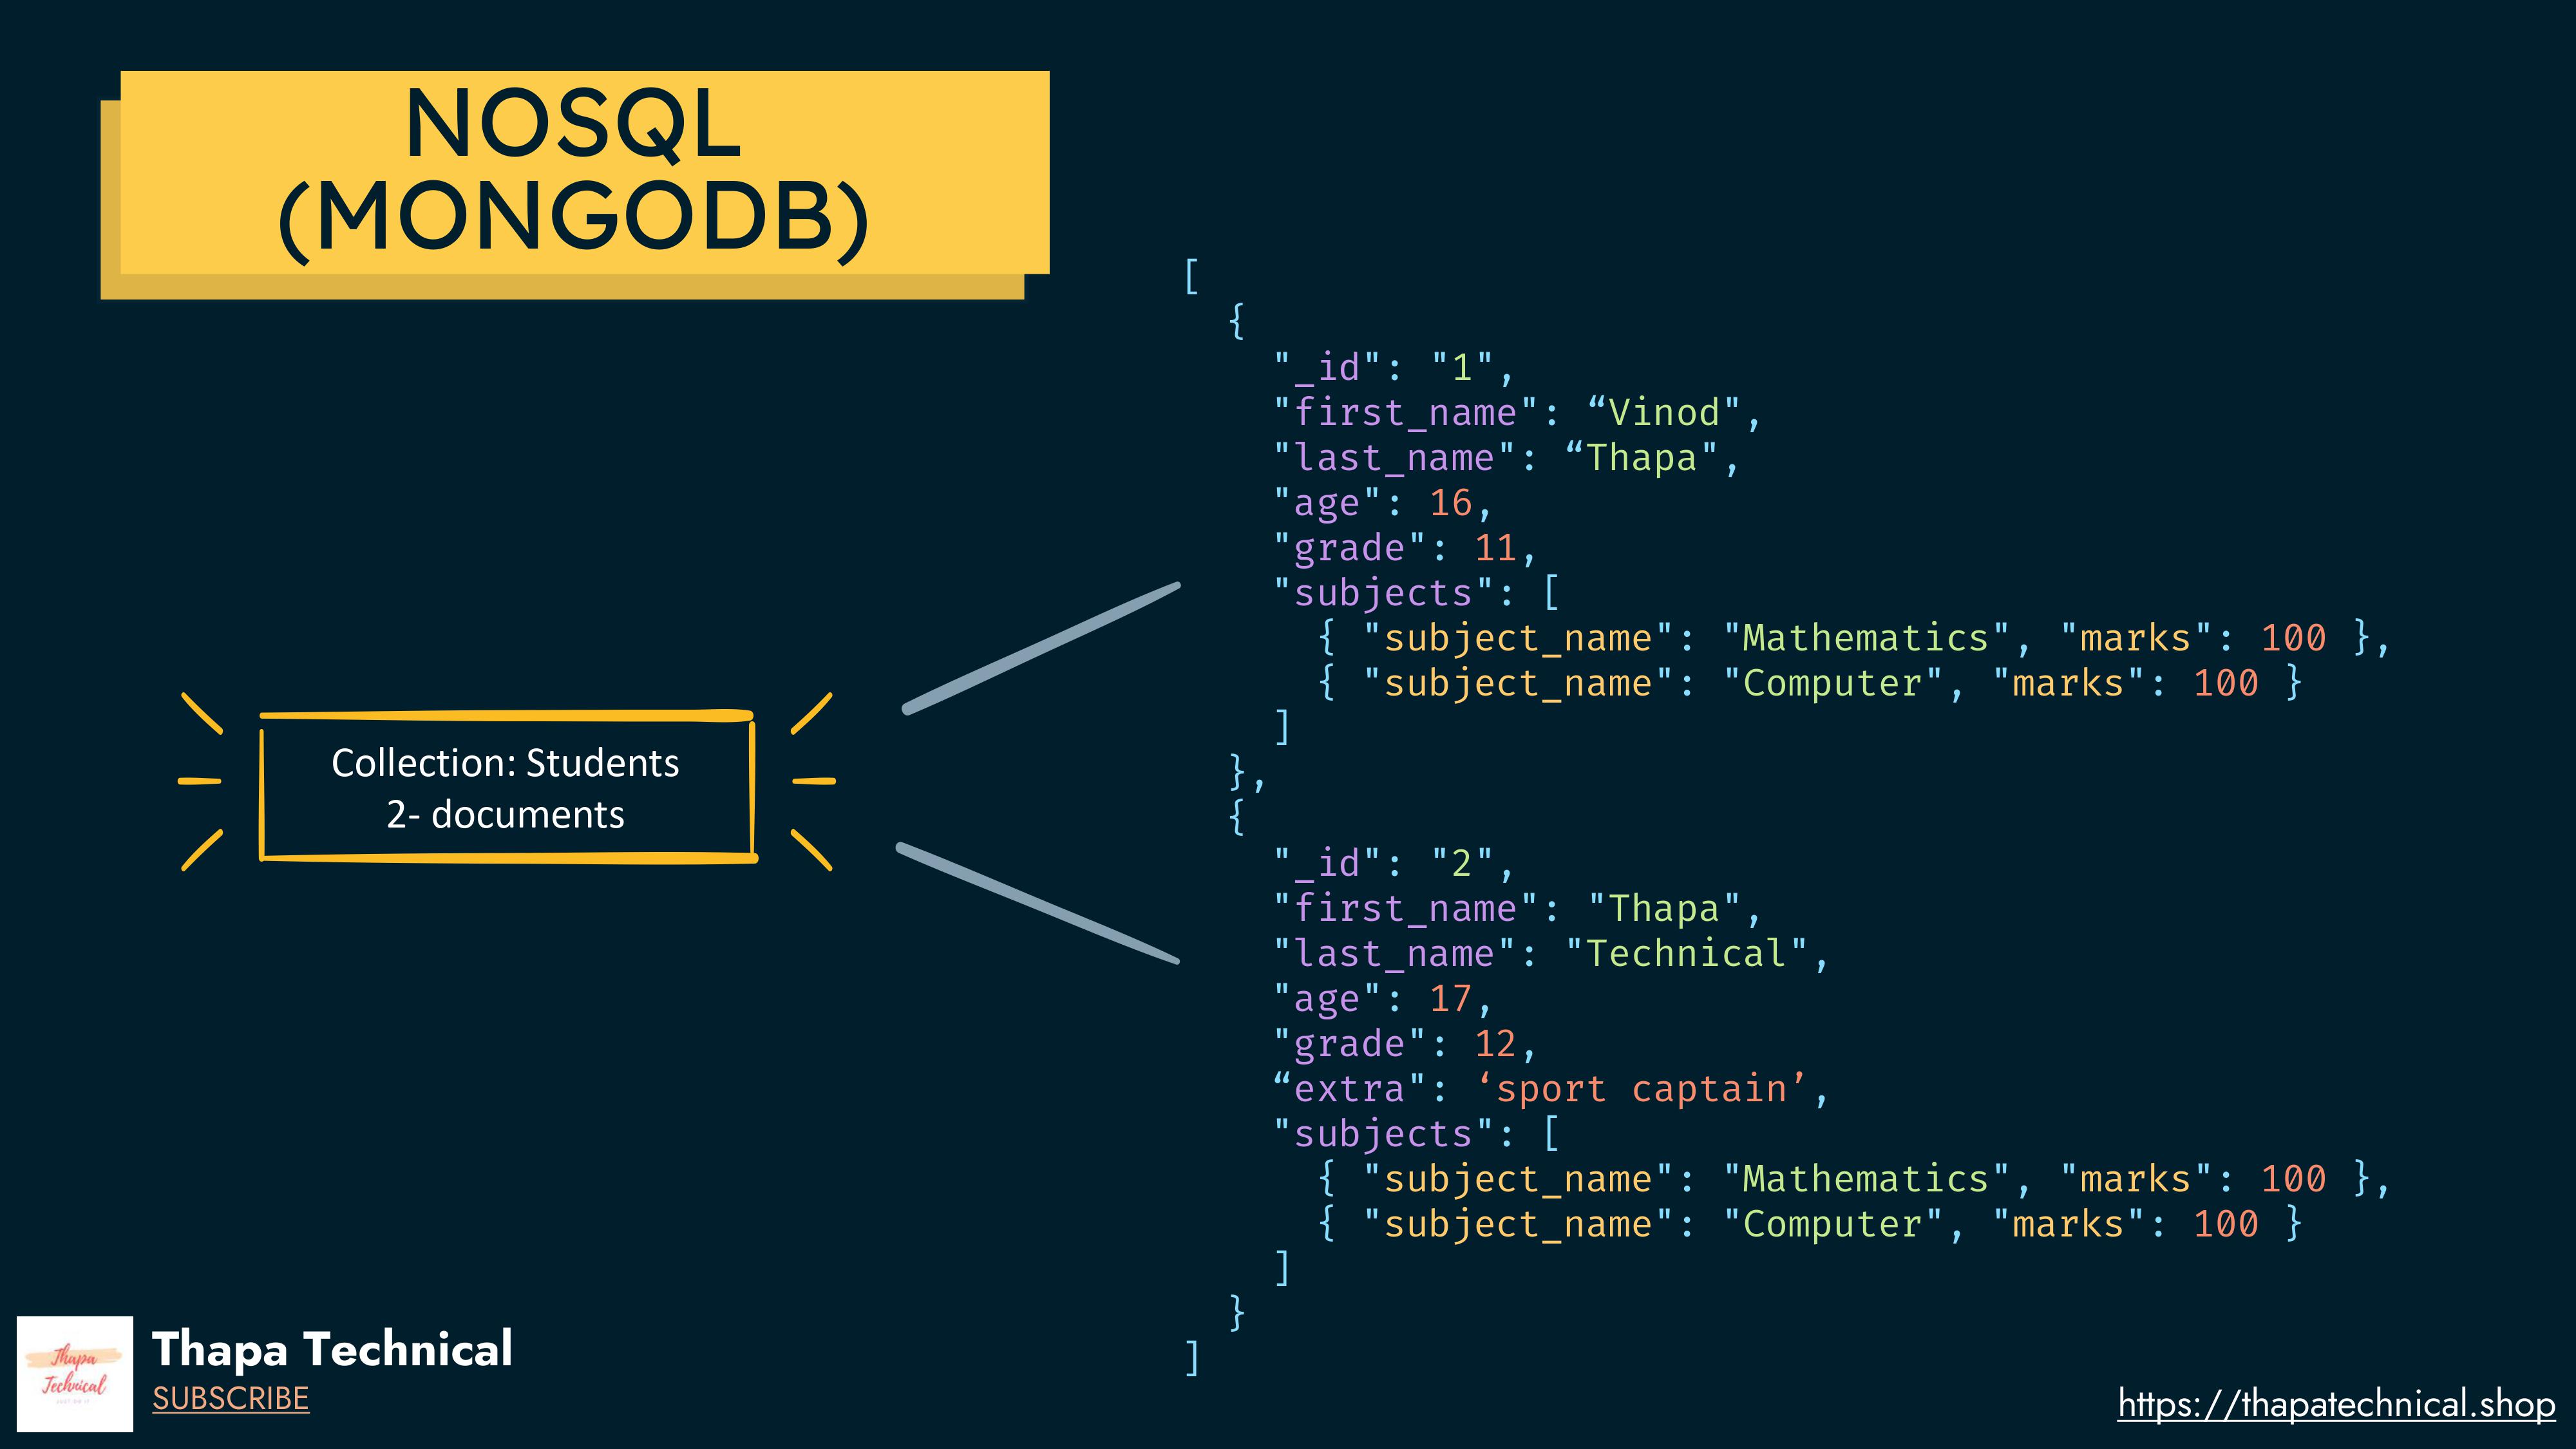 NOSQL
(MONGODB)
[
  {
    "_id": "1",
    "first_name": “Vinod",
    "last_name": “Thapa",
    "age": 16,
    "grade": 11,
    "subjects": [
      { "subject_name": "Mathematics", "marks": 100 },
      { "subject_name": "Computer", "marks": 100 }
    ]
  },
  {
    "_id": "2",
    "first_name": "Thapa",
    "last_name": "Technical",
    "age": 17,
    "grade": 12,
    “extra": ‘sport captain’,
    "subjects": [
      { "subject_name": "Mathematics", "marks": 100 },
      { "subject_name": "Computer", "marks": 100 }
    ]
  }
]
Collection: Students
2- documents
Thapa
Technical
Thapa Technical
SUBSCRIBE
https://thapatechnical.shop